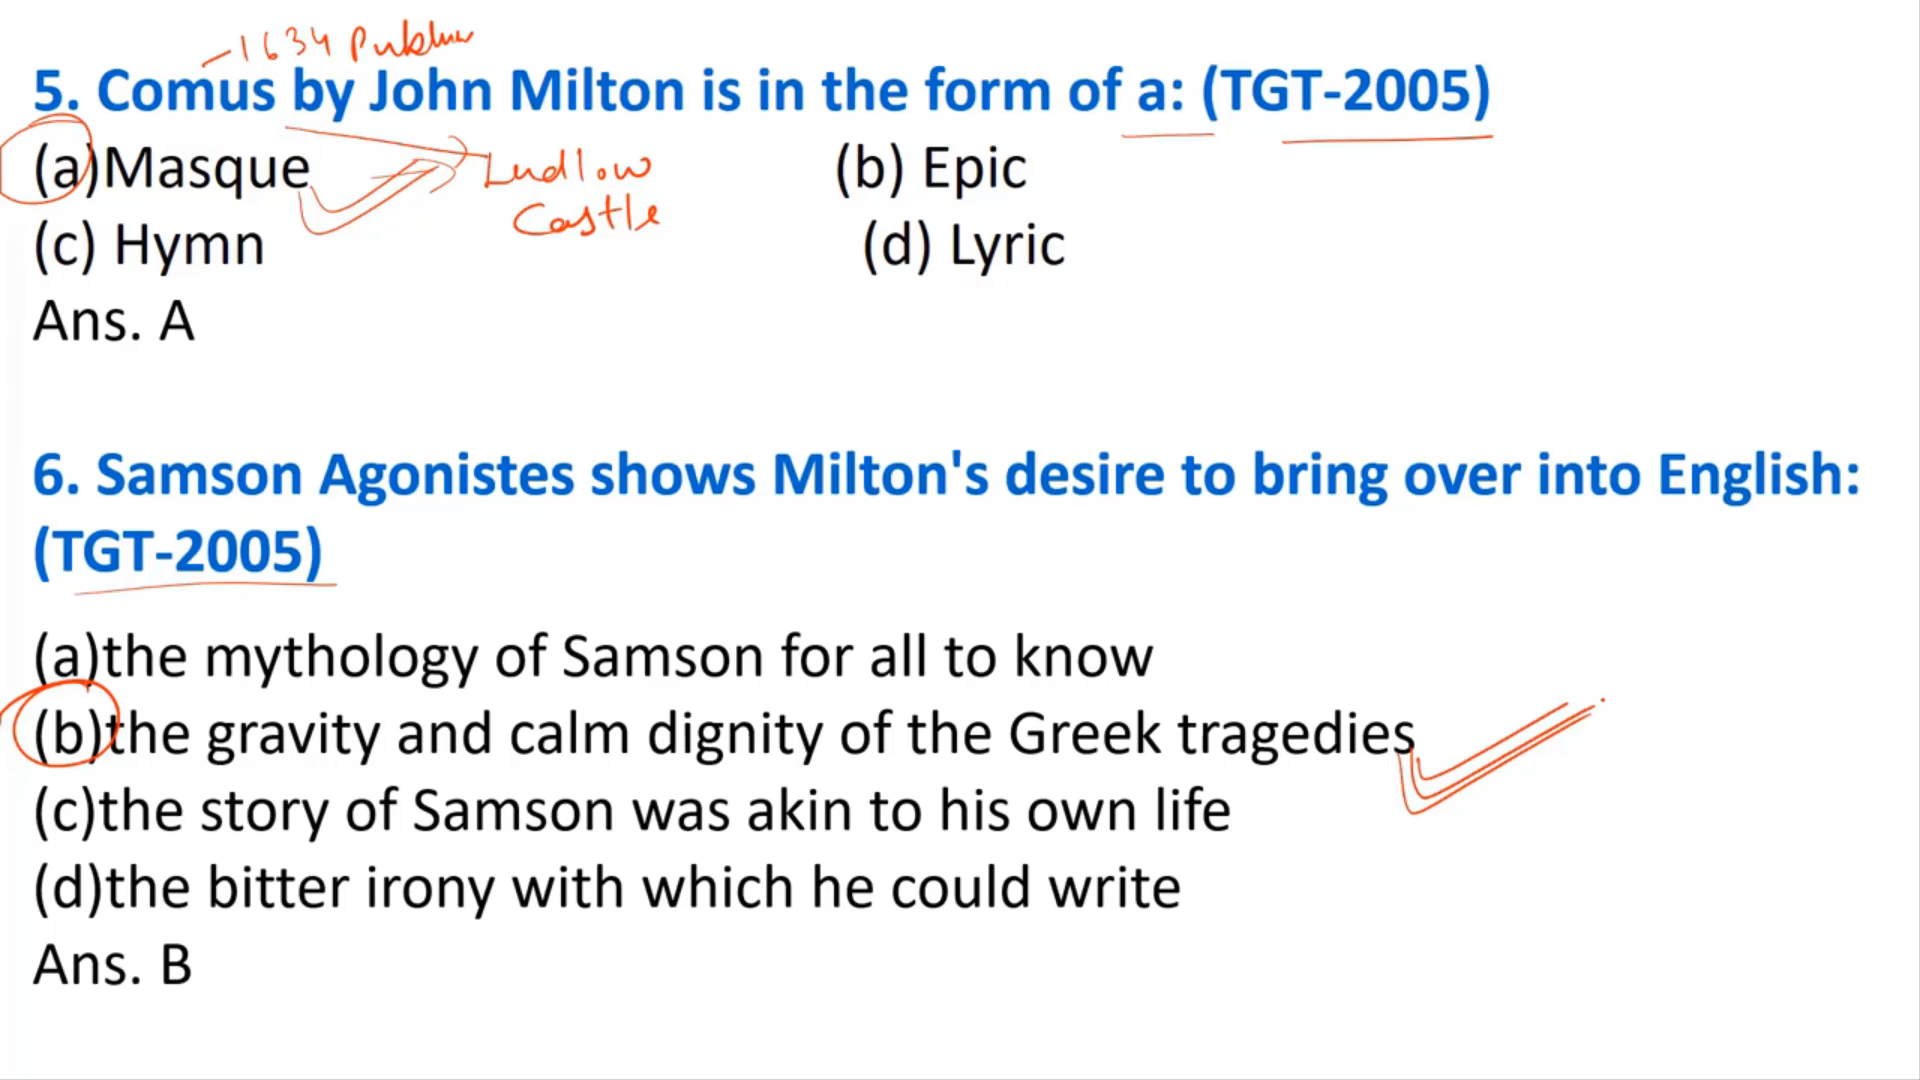 -1634
5. Comus by John Milton is in the form of a: (TGT-2005)
(a)Masque (b) Epic
Ludlow
Castle
(c) Hymn (d) Lyric
Ans. A
6. Samson Agonistes shows Milton's desire to bring over into English:
(TGT-2005)
(a)the mythology of Samson for all to know
(b)the gravity and calm dignity of the Greek tragedies
(c)the story of Samson was akin to his own life
(d)the bitter irony with which he could write
Ans. B